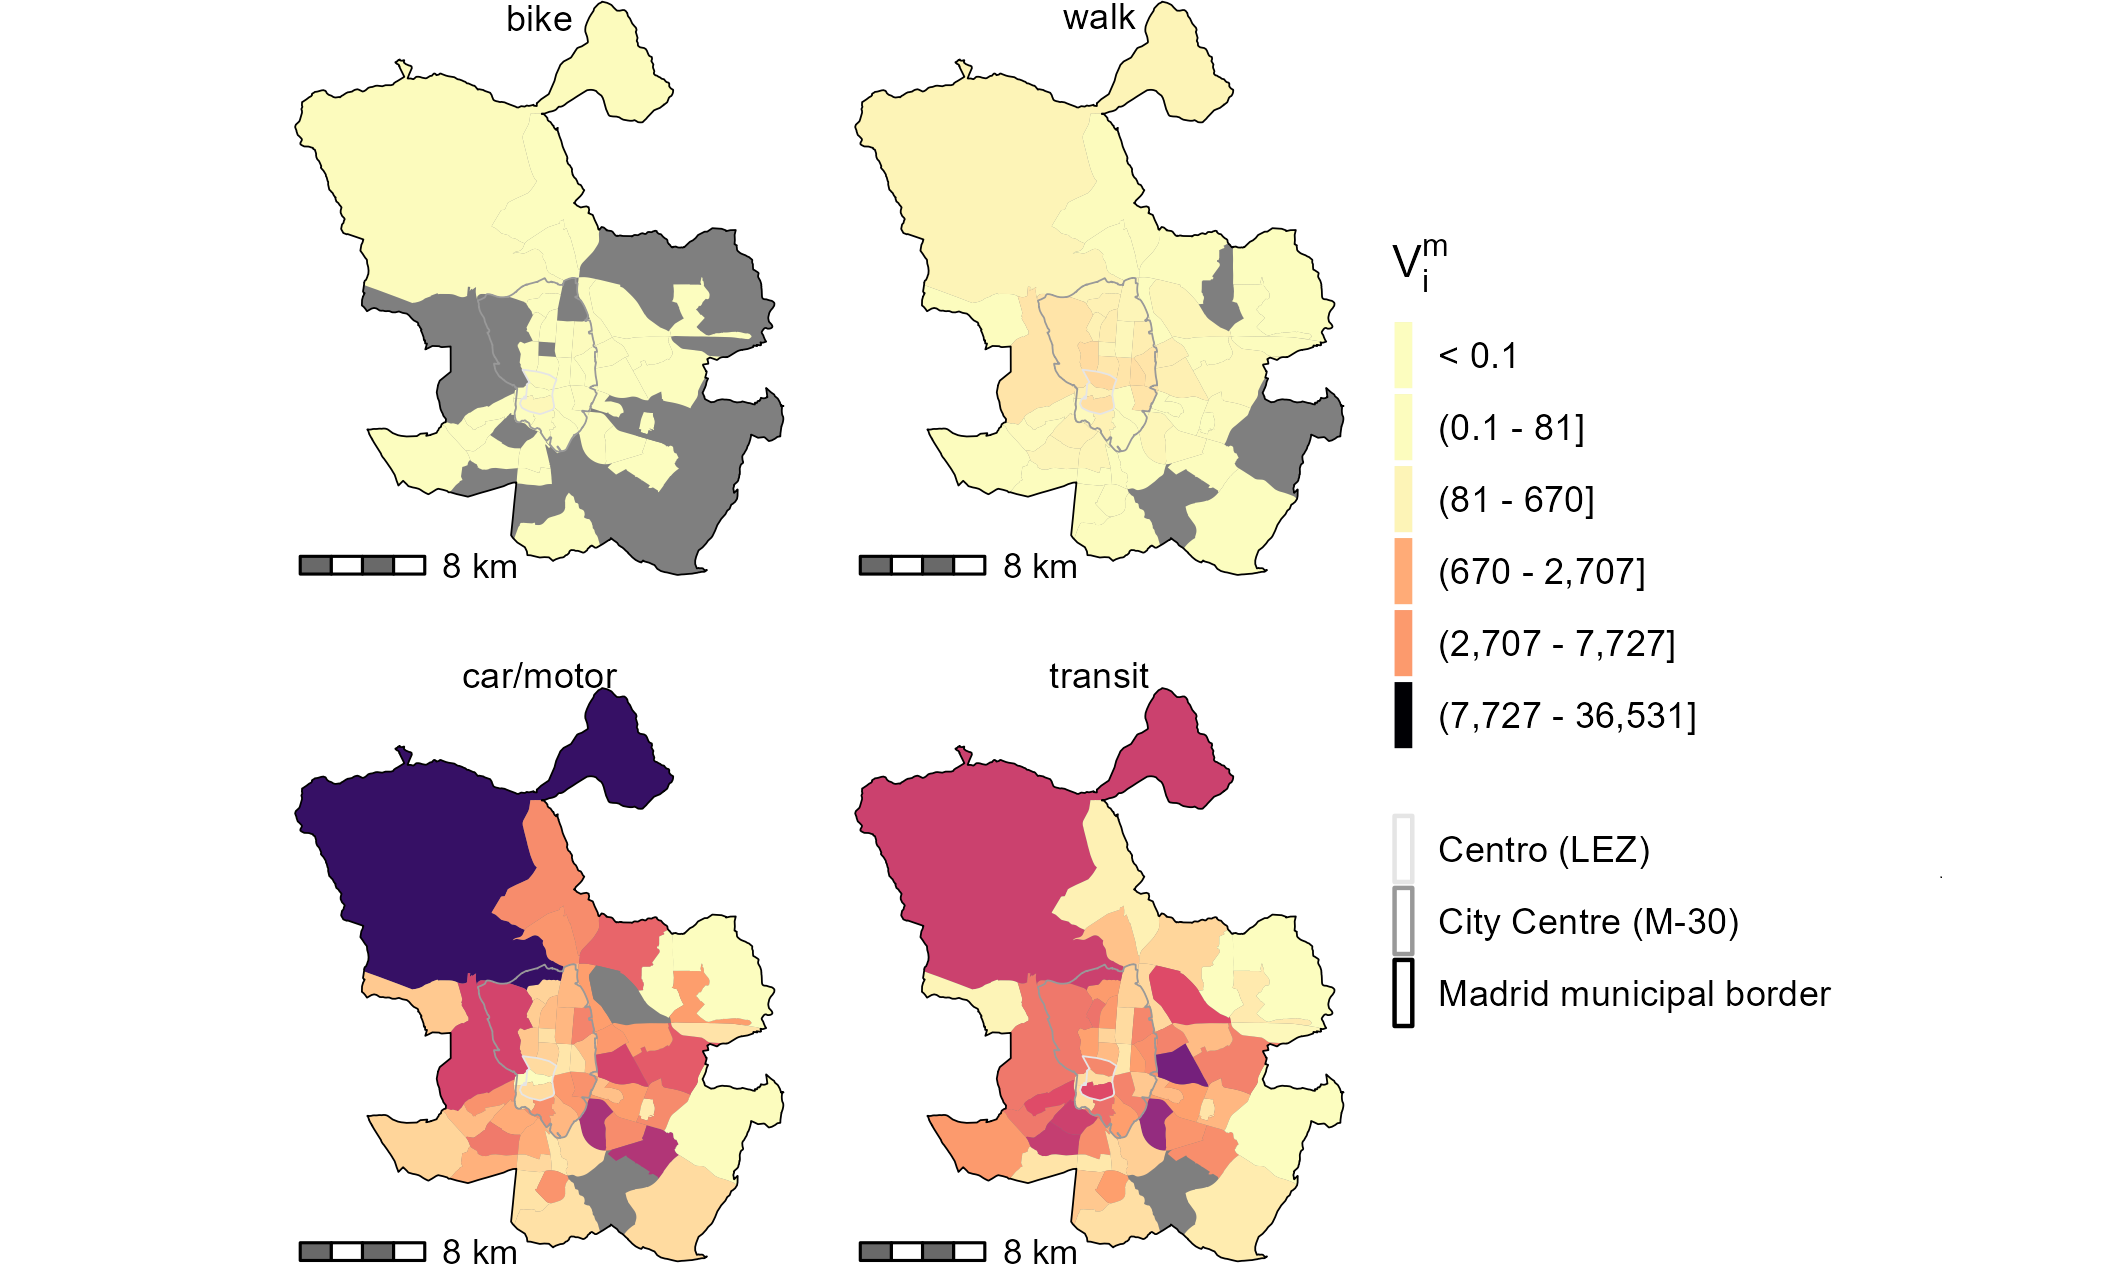 bike
walk
8 km
8 km
car/motor
transit
8 km
8 km
V_i^m
< 0.1
(0.1 - 81]
(81 - 670]
(670 - 2,707]
(2,707 - 7,727]
(7,727 - 36,531]
Centro (LEZ)
City Centre (M-30)
Madrid municipal border